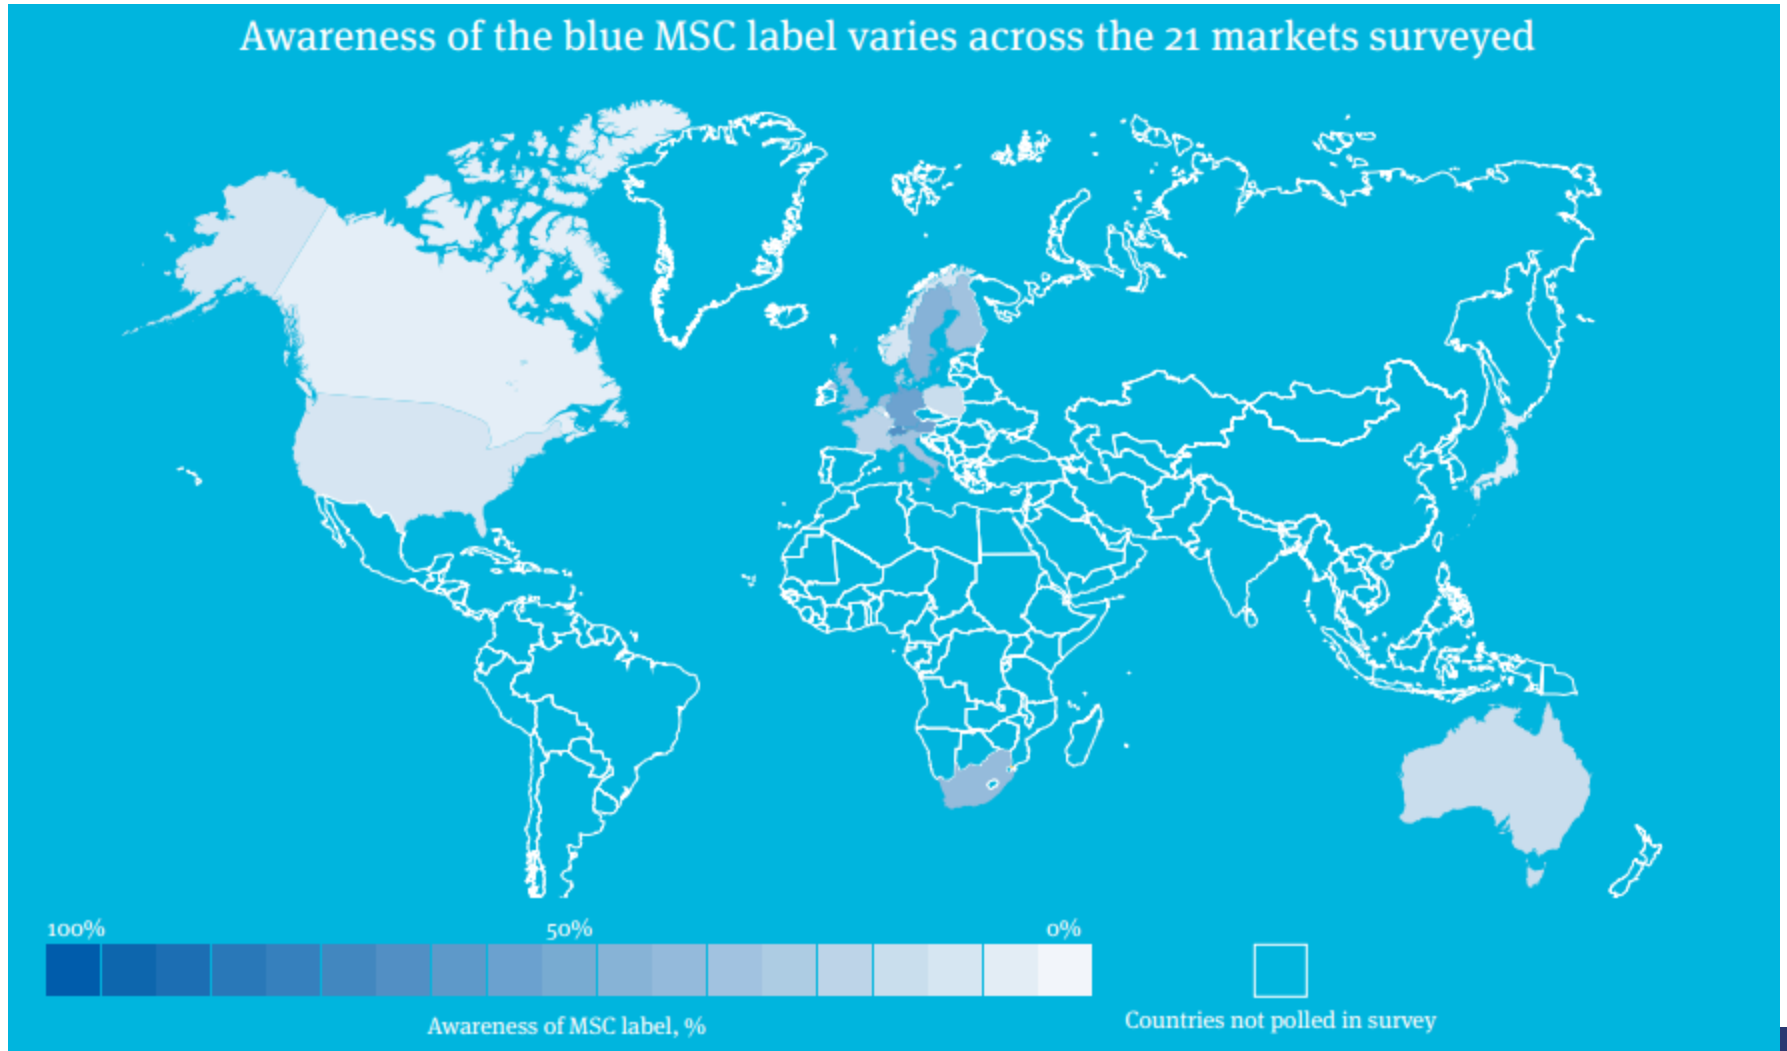 Awareness of the blue MSC label varies across the 21 markets surveyed
100% 50% 0%
Awareness of MSC label, %
Countries not polled in survey